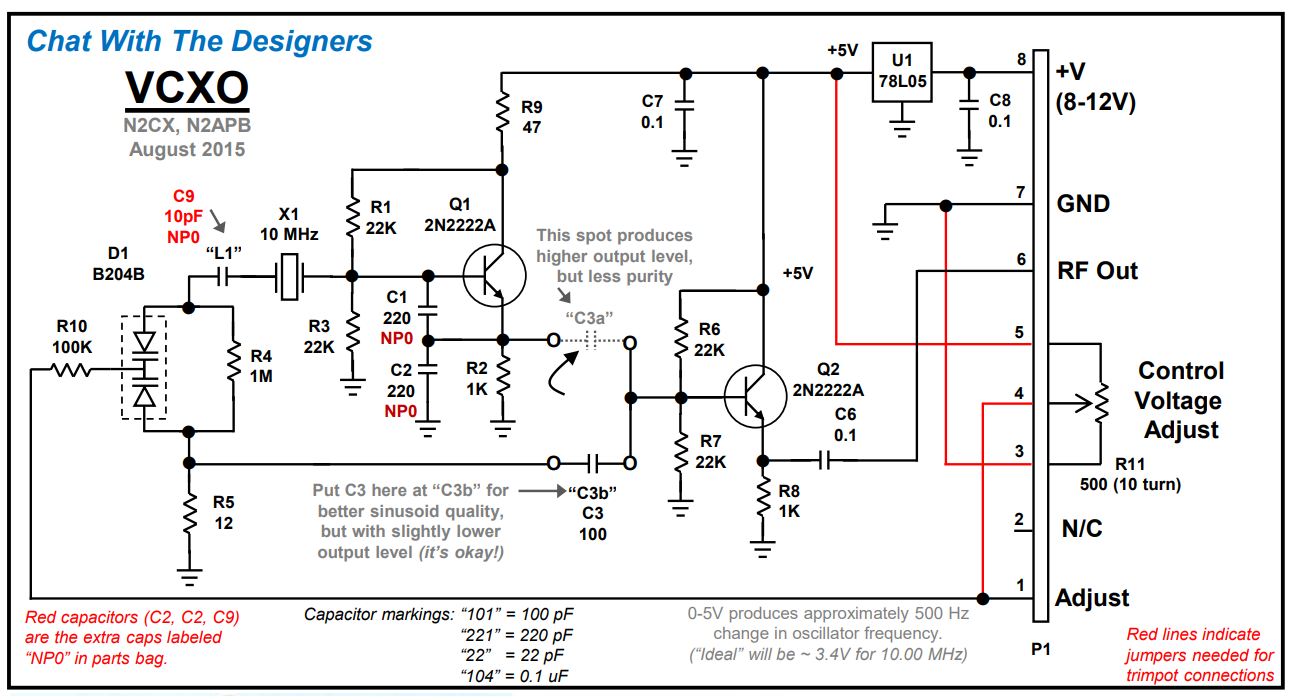 Chat With The Designers
VCXO
N2CX, N2APB
August 2015
C9
10pF
NP0
"L1"
X1
10 MHz
D1
B204B
R10
100K
R4
1M
R5
12
R1
22K
R3
22K
C1
220
NP0
C2
220
NP0
Q1
2N2222A
R9
47
R2
1K
This spot produces
higher output level,
but less purity
"C3a"
Put C3 here at "C3b" for
better sinusoid quality,
but with slightly lower
output level (it's okay!)
"C3b"
C3
100
C7
0.1
+5V
U1
78L05
C8
0.1
+5V
R6
22K
R7
22K
Q2
2N2222A
C6
0.1
R8
1K
8
+V
(8-12V)
7
GND
6
RF Out
5
4
3
Control
Voltage
Adjust
R11
500 (10 turn)
2
N/C
1
Adjust
P1
Red capacitors (C2, C2, C9)
are the extra caps labeled
"NP0" in parts bag.
Capacitor markings: "101" = 100 pF
"221" = 220 pF
"22" = 22 pF
"104" = 0.1 uF
0-5V produces approximately 500 Hz
change in oscillator frequency.
("Ideal" will be ~ 3.4V for 10.00 MHz)
Red lines indicate
jumpers needed for
trimpot connections